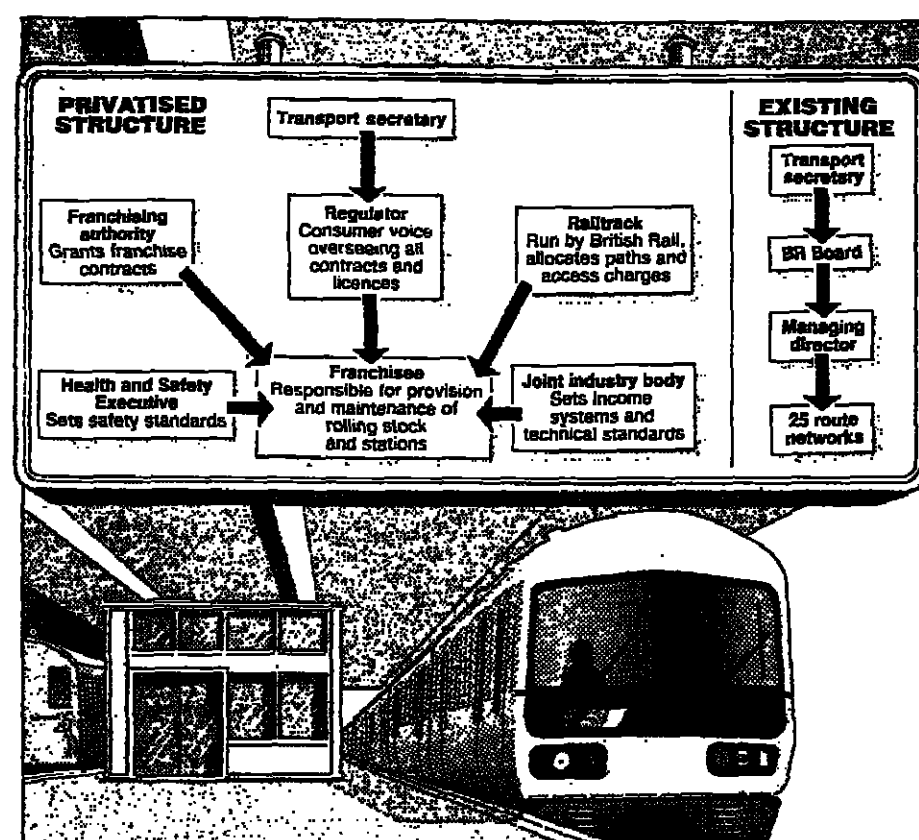 PRIVATISED
STRUCTURE
Transport secretary
Franchising
authority
Grants franchise
contracts
Regulator
Consumer voice
overseeing all
contracts and
licences
Railtrack
Run by British Rail,
allocates paths and
access charges
Health and Safety
Executive
Sets safety standards
Franchisee
Responsible for provision
and maintenance of
rolling stock
and stations
Joint industry body
Sets income
systems and
technical standards
EXISTING
STRUCTURE
Transport
secretary
BR Board
Managing
director
25 route
networks